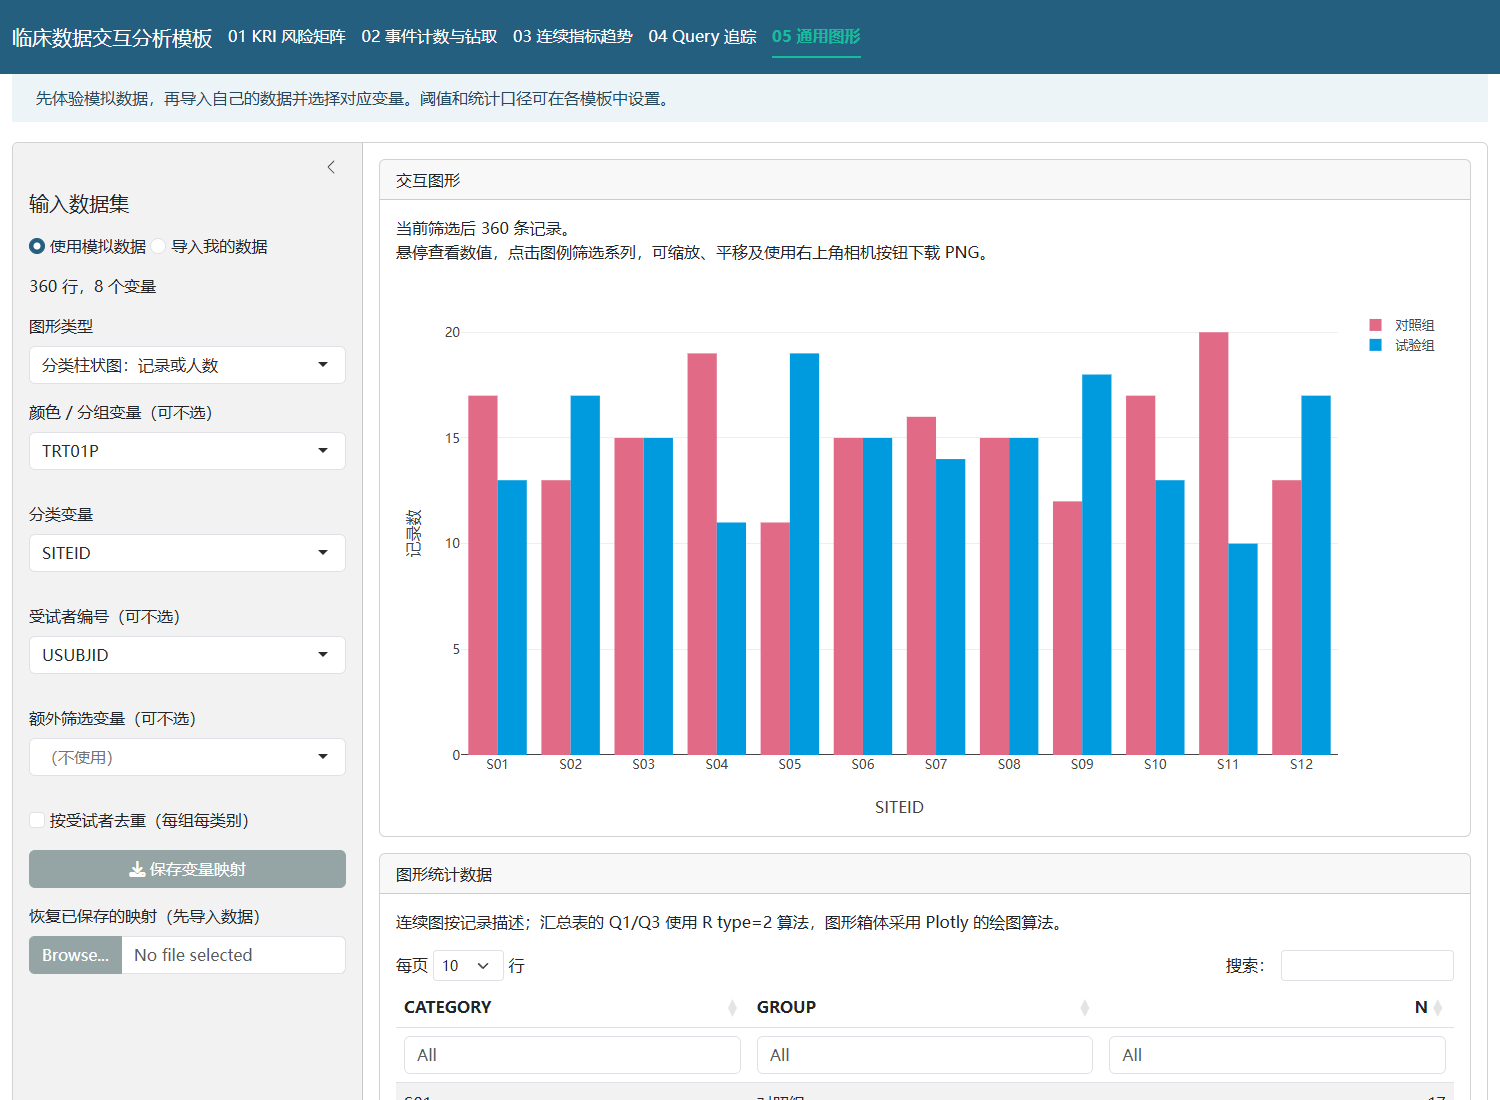 临床数据交互分析模板 01 KRI 风险矩阵 02 事件计数与钻取 03 连续指标趋势 04 Query 追踪 05 通用图形
先体验模拟数据，再导入自己的数据并选择对应变量。阈值和统计口径可在各模板中设置。
输入数据集
使用模拟数据 导入我的数据
360 行，8 个变量
图形类型
分类柱状图：记录或人数
颜色 / 分组变量（可不选）
TRT01P
分类变量
SITEID
受试者编号（可不选）
USUBJID
额外筛选变量（可不选）
（不使用）
按受试者去重（每组每类别）
保存变量映射
恢复已保存的映射（先导入数据）
Browse... No file selected
交互图形
当前筛选后 360 条记录。
悬停查看数值，点击图例筛选系列，可缩放、平移及使用右上角相机按钮下载 PNG。
对照组
试验组
20
15
10
5
0
记录数
S01 S02 S03 S04 S05 S06 S07 S08 S09 S10 S11 S12
SITEID
图形统计数据
连续图按记录描述；汇总表的 Q1/Q3 使用 R type=2 算法，图形箱体采用 Plotly 的绘图算法。
每页 10 行 搜索：
CATEGORY GROUP N
All All All
S01 对照组 17